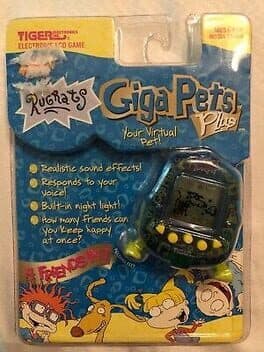 TIGER ELECTRONICS
ELECTRONIC LCD GAME
Rugrats
Giga Pets
Plus
Your Virtual
Pet!
Realistic sound effects!
Responds to your
voice!
Built-in night light!
How many friends can
you keep happy
at once?
FRIENDS